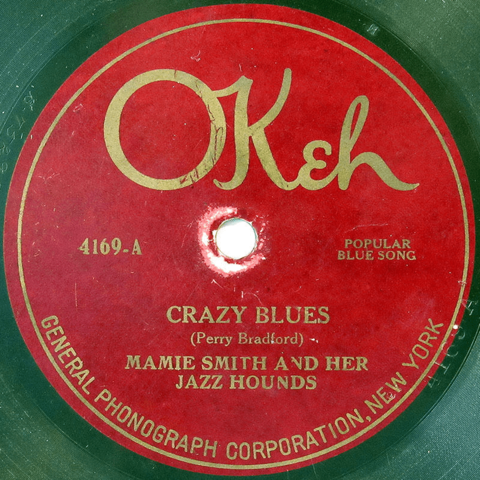 OKeh
4169-A
POPULAR
BLUE SONG
CRAZY BLUES
(Perry Bradford)
MAMIE SMITH AND HER
JAZZ HOUNDS
GENERAL PHONOGRAPH CORPORATION, NEW YORK